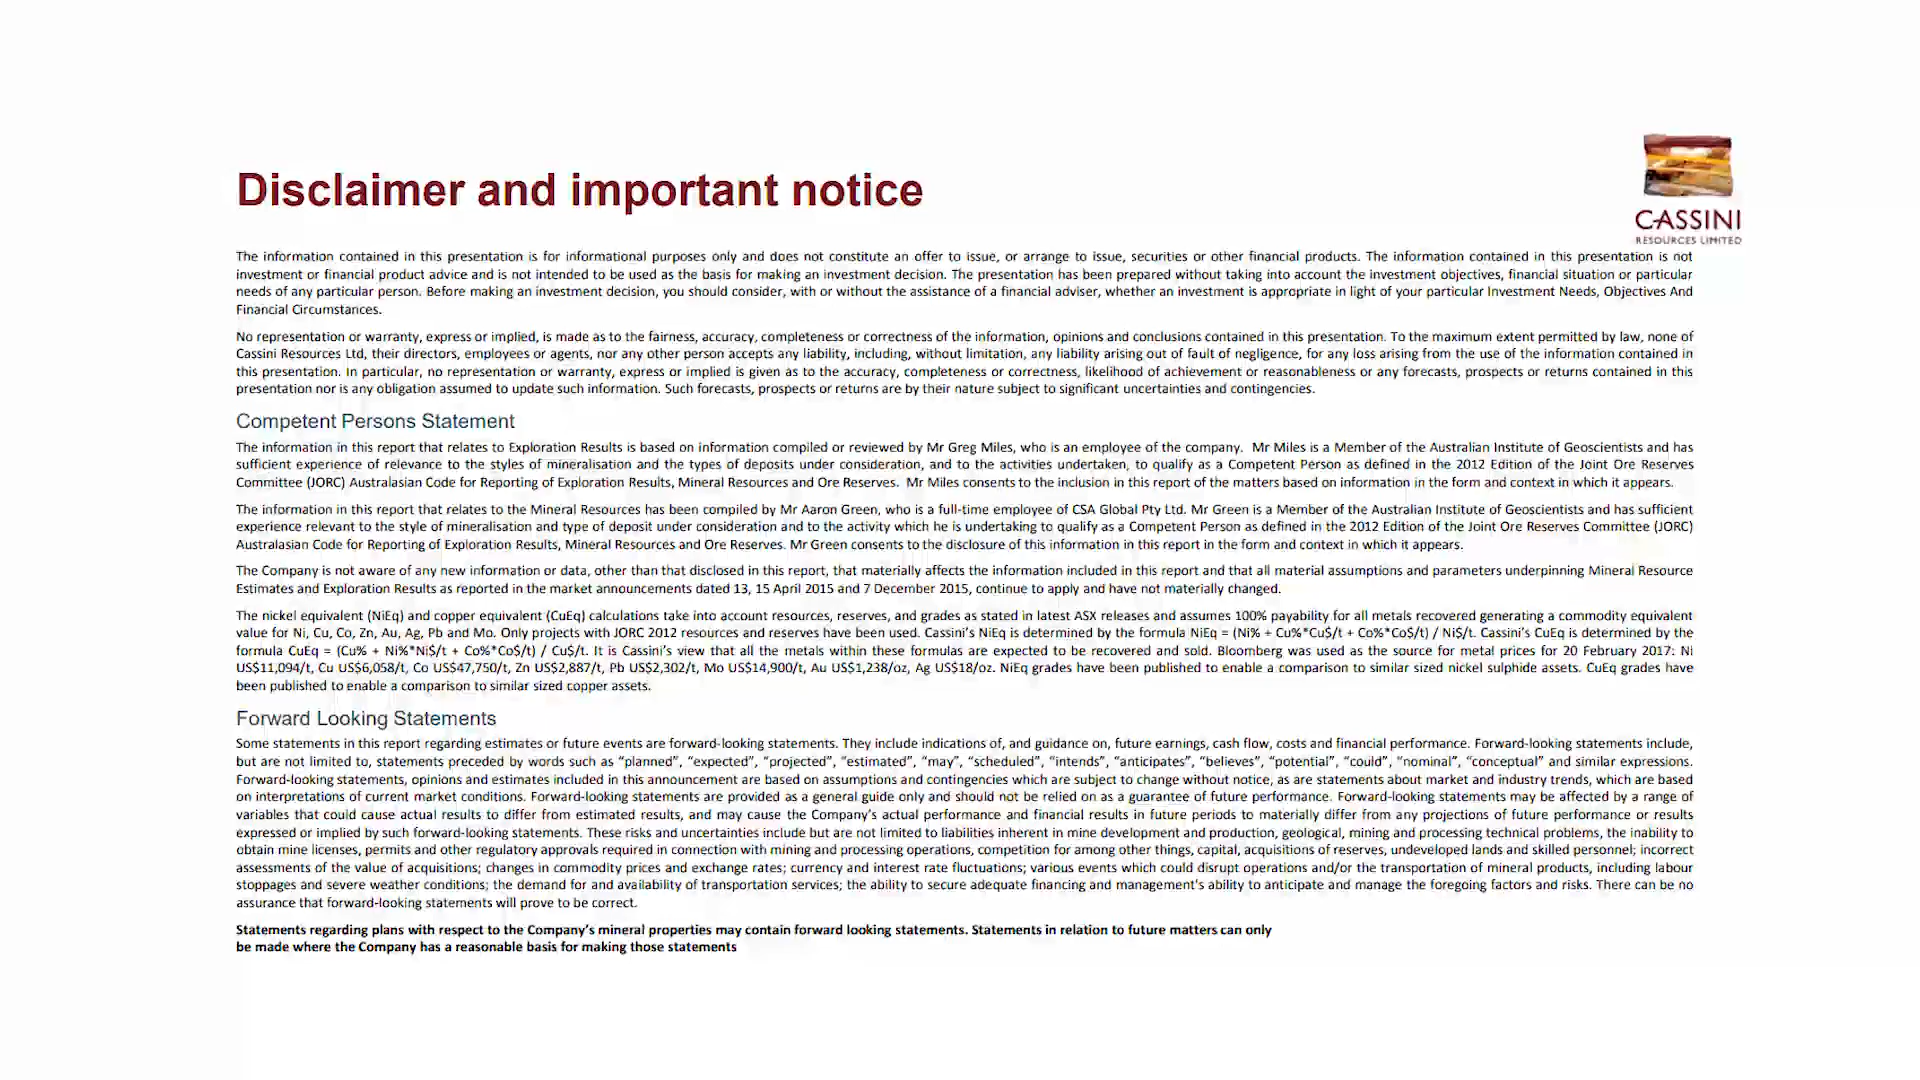 Disclaimer and important notice
CASSINI
RESOURCES LIMITED
The information contained in this presentation is for informational purposes only and does not constitute an offer to issue, or arrange to issue, securities or other financial products. The information contained in this presentation is not
investment or financial product advice and is not intended to be used as the basis for making an investment decision. The presentation has been prepared without taking into account the investment objectives, financial situation or particular
needs of any particular person. Before making an investment decision, you should consider, with or without the assistance of a financial adviser, whether an investment is appropriate in light of your particular Investment Needs, Objectives And
Financial Circumstances.
No representation or warranty, express or implied, is made as to the fairness, accuracy, completeness or correctness of the information, opinions and conclusions contained in this presentation. To the maximum extent permitted by law, none of
Cassini Resources Ltd, their directors, employees or agents, nor any other person accepts any liability, including, without limitation, any liability arising out of fault of negligence, for any loss arising from the use of the information contained in
this presentation. In particular, no representation or warranty, express or implied is given as to the accuracy, completeness or correctness, likelihood of achievement or reasonableness or any forecasts, prospects or returns contained in this
presentation nor is any obligation assumed to update such information. Such forecasts, prospects or returns are by their nature subject to significant uncertainties and contingencies.
Competent Persons Statement
The information in this report that relates to Exploration Results is based on information compiled or reviewed by Mr Greg Miles, who is an employee of the company. Mr Miles is a Member of the Australian Institute of Geoscientists and has
sufficient experience of relevance to the styles of mineralisation and the types of deposits under consideration, and to the activities undertaken, to qualify as a Competent Person as defined in the 2012 Edition of the Joint Ore Reserves
Committee (JORC) Australasian Code for Reporting of Exploration Results, Mineral Resources and Ore Reserves. Mr Miles consents to the inclusion in this report of the matters based on information in the form and context in which it appears.
The information in this report that relates to the Mineral Resources has been compiled by Mr Aaron Green, who is a full-time employee of CSA Global Pty Ltd. Mr Green is a Member of the Australian Institute of Geoscientists and has sufficient
experience relevant to the style of mineralisation and type of deposit under consideration and to the activity which he is undertaking to qualify as a Competent Person as defined in the 2012 Edition of the Joint Ore Reserves Committee (JORC)
Australasian Code for Reporting of Exploration Results, Mineral Resources and Ore Reserves. Mr Green consents to the disclosure of this information in this report in the form and context in which it appears.
The Company is not aware of any new information or data, other than that disclosed in this report, that materially affects the information included in this report and that all material assumptions and parameters underpinning Mineral Resource
Estimates and Exploration Results as reported in the market announcements dated 13, 15 April 2015 and 7 December 2015, continue to apply and have not materially changed.
The nickel equivalent (NiEq) and copper equivalent (CuEq) calculations take into account resources, reserves, and grades as stated in latest ASX releases and assumes 100% payability for all metals recovered generating a commodity equivalent
value for Ni, Cu, Co, Zn, Au, Ag, Pb and Mo. Only projects with JORC 2012 resources and reserves have been used. Cassini's NiEq is determined by the formula NiEq = (Ni% + Cu%*Cu$/t + Co%*Co$/t) / Ni$/t. Cassini's CuEq is determined by the
formula CuEq = (Cu% + Ni%*Ni$/t + Co%*Co$/t) / Cu$/t. It is Cassini's view that all the metals within these formulas are expected to be recovered and sold. Bloomberg was used as the source for metal prices for 20 February 2017: Ni
US$11,094/t, Cu US$6,058/t, Co US$47,750/t, Zn US$2,887/t, Pb US$2,302/t, Mo US$14,900/t, Au US$1,238/oz, Ag US$18/oz. NiEq grades have been published to enable a comparison to similar sized nickel sulphide assets. CuEq grades have
been published to enable a comparison to similar sized copper assets.
Forward Looking Statements
Some statements in this report regarding estimates or future events are forward-looking statements. They include indications of, and guidance on, future earnings, cash flow, costs and financial performance. Forward-looking statements include,
but are not limited to, statements preceded by words such as “planned”, “expected”, “projected”, “estimated”, “may”, “scheduled”, “intends”, “anticipates”, “believes”, “potential”, “could”, “nominal”, “conceptual” and similar expressions.
Forward-looking statements, opinions and estimates included in this announcement are based on assumptions and contingencies which are subject to change without notice, as are statements about market and industry trends, which are based
on interpretations of current market conditions. Forward-looking statements are provided as a general guide only and should not be relied on as a guarantee of future performance. Forward-looking statements may be affected by a range of
variables that could cause actual results to differ from estimated results, and may cause the Company's actual performance and financial results in future periods to materially differ from any projections of future performance or results
expressed or implied by such forward-looking statements. These risks and uncertainties include but are not limited to liabilities inherent in mine development and production, geological, mining and processing technical problems, the inability to
obtain mine licenses, permits and other regulatory approvals required in connection with mining and processing operations, competition for among other things, capital, acquisitions of reserves, undeveloped lands and skilled personnel; incorrect
assessments of the value of acquisitions; changes in commodity prices and exchange rates; currency and interest rate fluctuations; various events which could disrupt operations and/or the transportation of mineral products, including labour
stoppages and severe weather conditions; the demand for and availability of transportation services; the ability to secure adequate financing and management's ability to anticipate and manage the foregoing factors and risks. There can be no
assurance that forward-looking statements will prove to be correct.
Statements regarding plans with respect to the Company's mineral properties may contain forward looking statements. Statements in relation to future matters can only
be made where the Company has a reasonable basis for making those statements